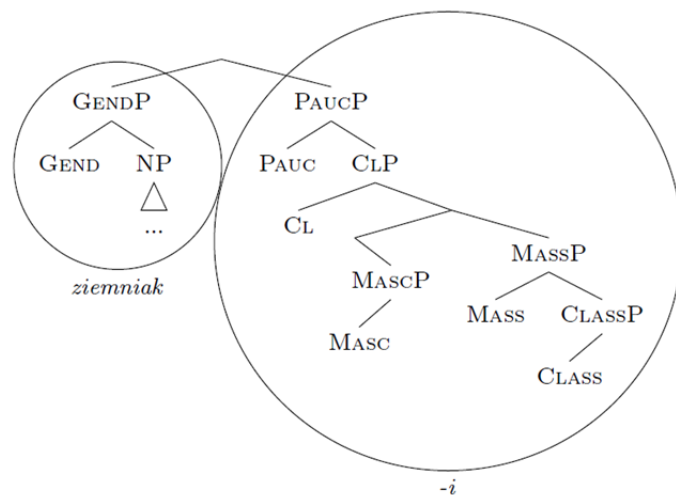 GENDP PAUCP
GEND NP PAUC CLP
...
CL
MASSP
ziemniak MASCP
MASS CLASSP
MASC
CLASS
-i